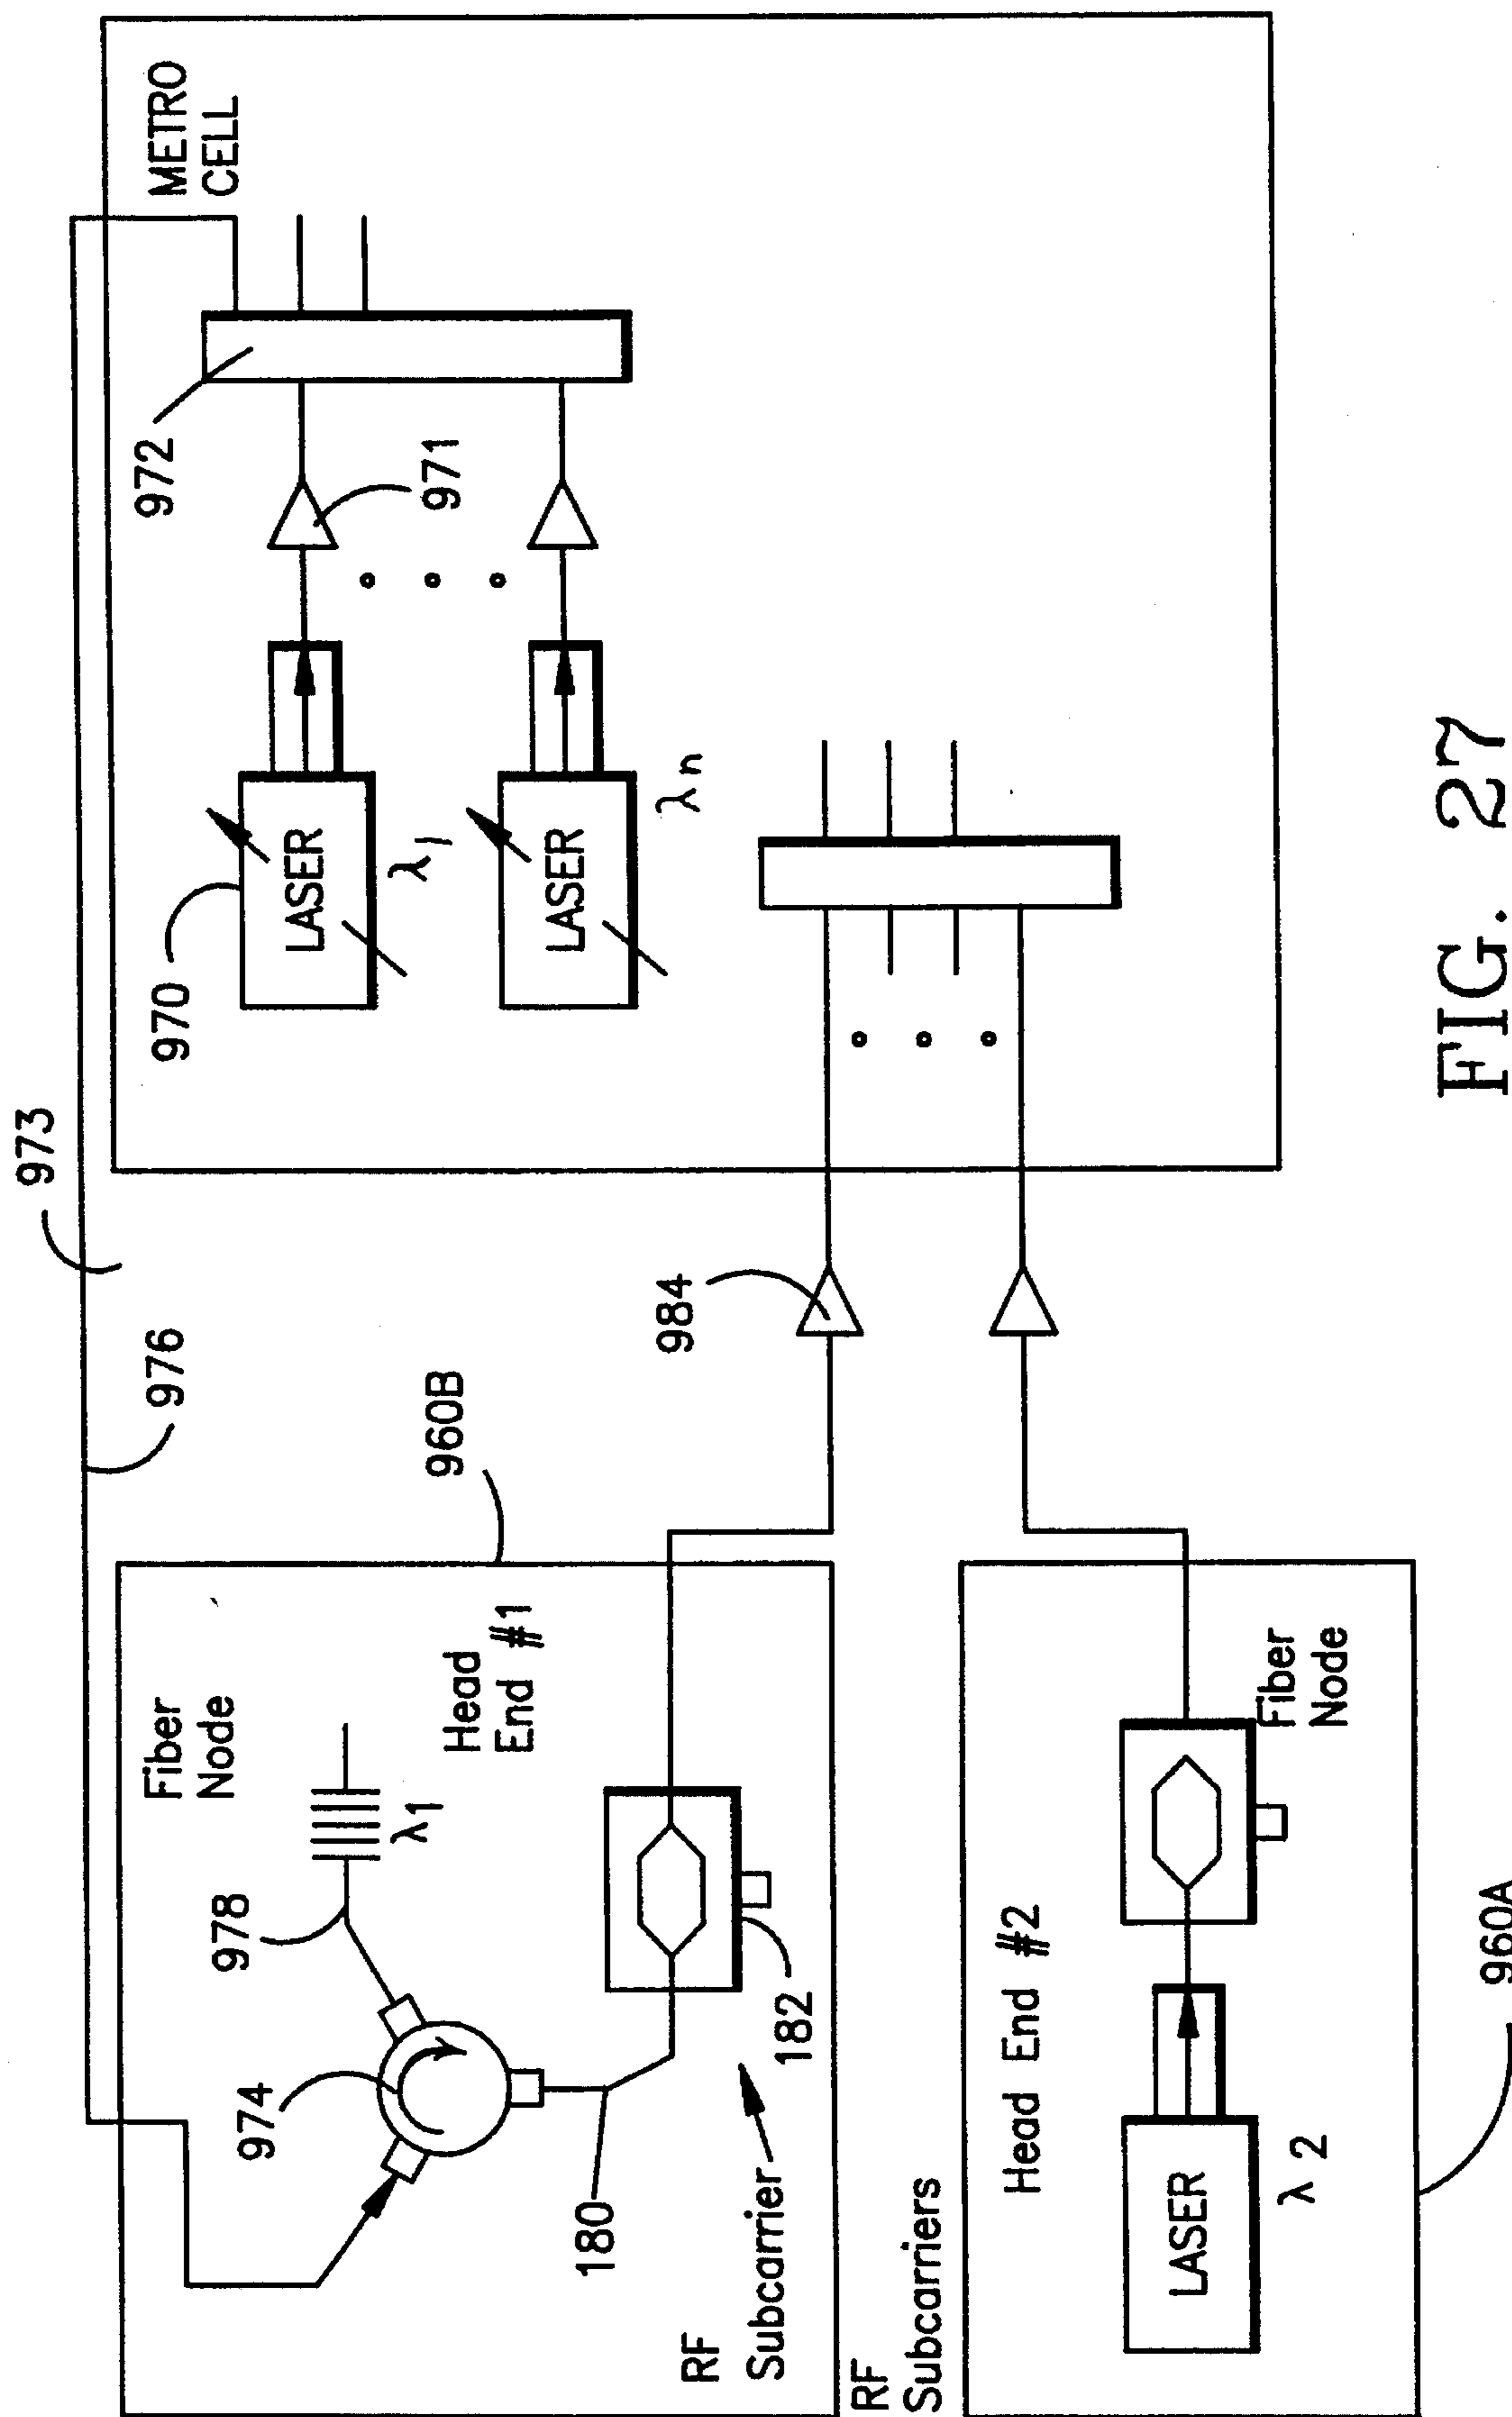 973
976
METRO
CELL
972
971
970
LASER
λ1
LASER
λn
984
960B
Fiber
Node
Head
End #1
λ1
978
974
180
182
RF
Subcarrier
RF
Subcarriers
Head End #2
Fiber
Node
LASER
λ2
960A
FIG. 27